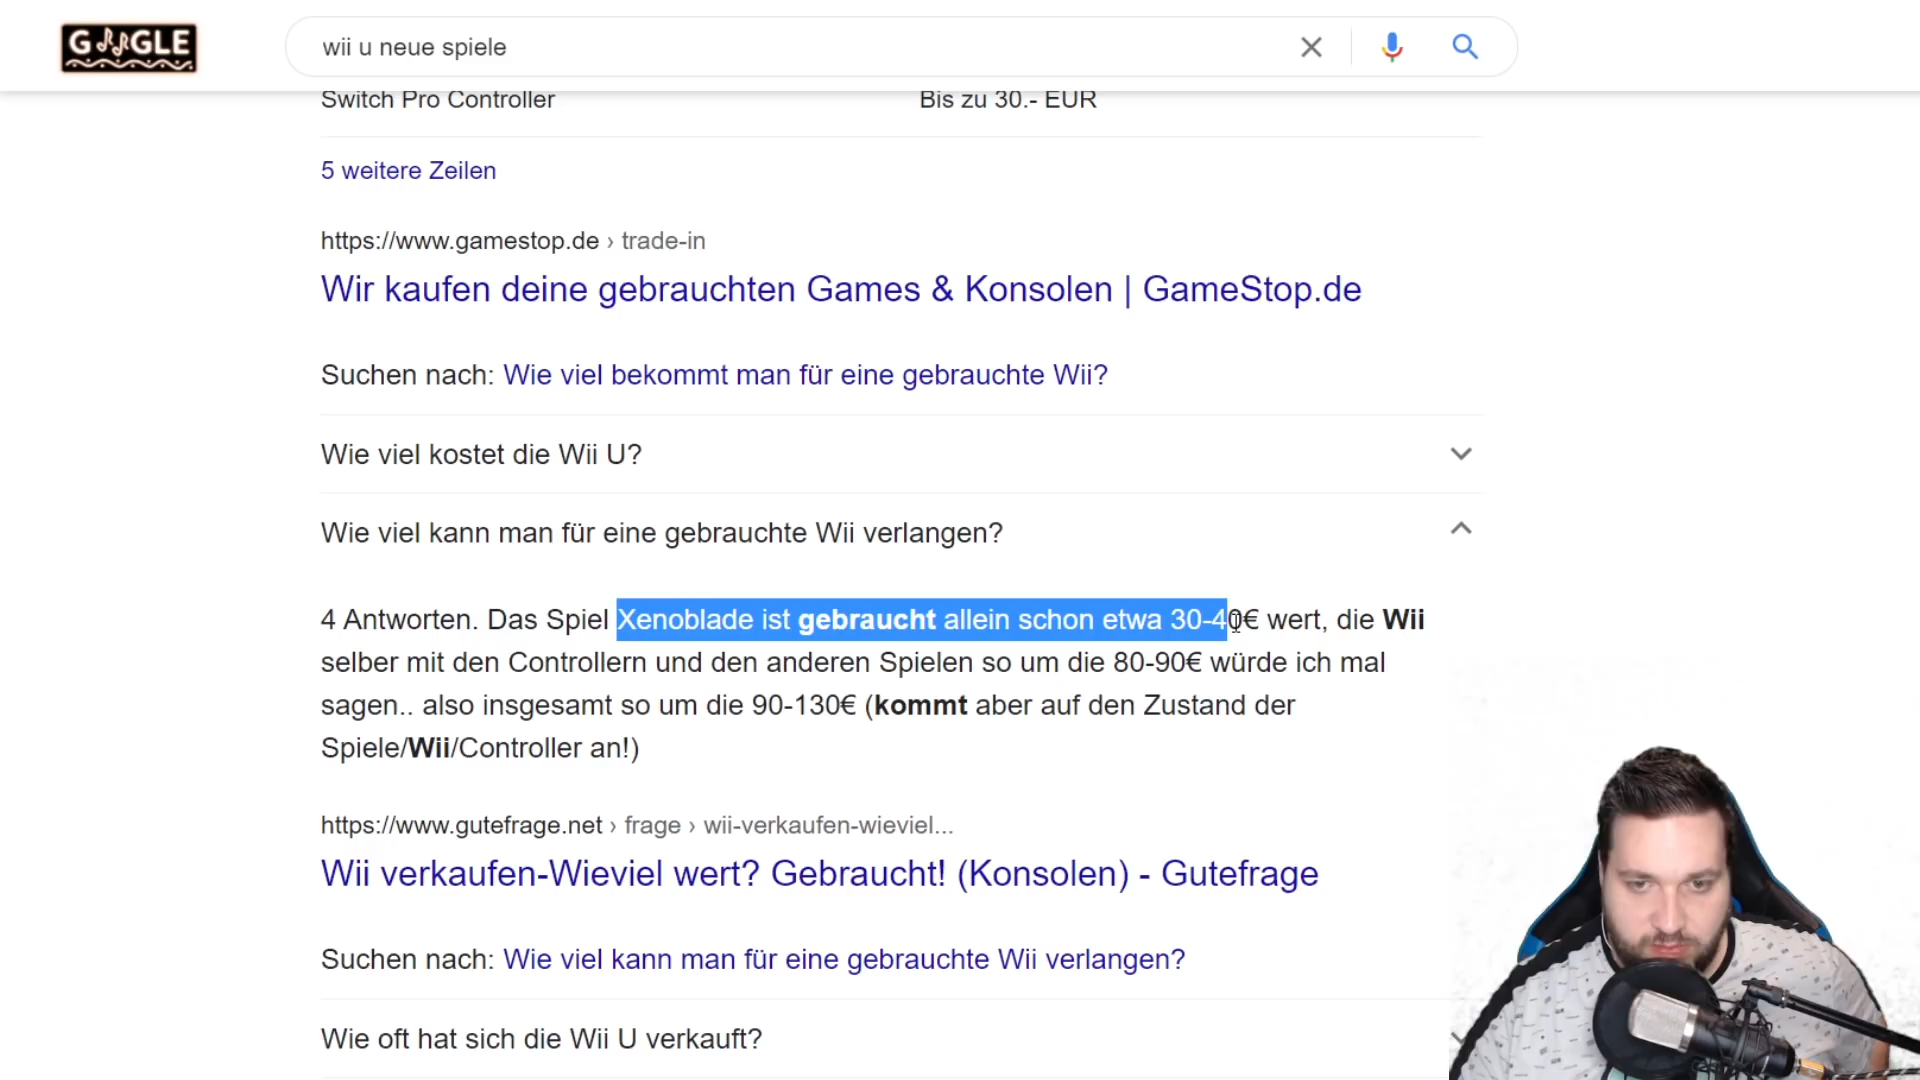 GOOGLE
wii u neue spiele
Switch Pro Controller Bis zu 30.- EUR
5 weitere Zeilen
https://www.gamestop.de › trade-in
Wir kaufen deine gebrauchten Games & Konsolen | GameStop.de
Suchen nach: Wie viel bekommt man für eine gebrauchte Wii?
Wie viel kostet die Wii U?
Wie viel kann man für eine gebrauchte Wii verlangen?
4 Antworten. Das Spiel Xenoblade ist gebraucht allein schon etwa 30-40€ wert, die Wii
selber mit den Controllern und den anderen Spielen so um die 80-90€ würde ich mal
sagen.. also insgesamt so um die 90-130€ (kommt aber auf den Zustand der
Spiele/Wii/Controller an!)
https://www.gutefrage.net › frage › wii-verkaufen-wieviel...
Wii verkaufen-Wieviel wert? Gebraucht! (Konsolen) - Gutefrage
Suchen nach: Wie viel kann man für eine gebrauchte Wii verlangen?
Wie oft hat sich die Wii U verkauft?